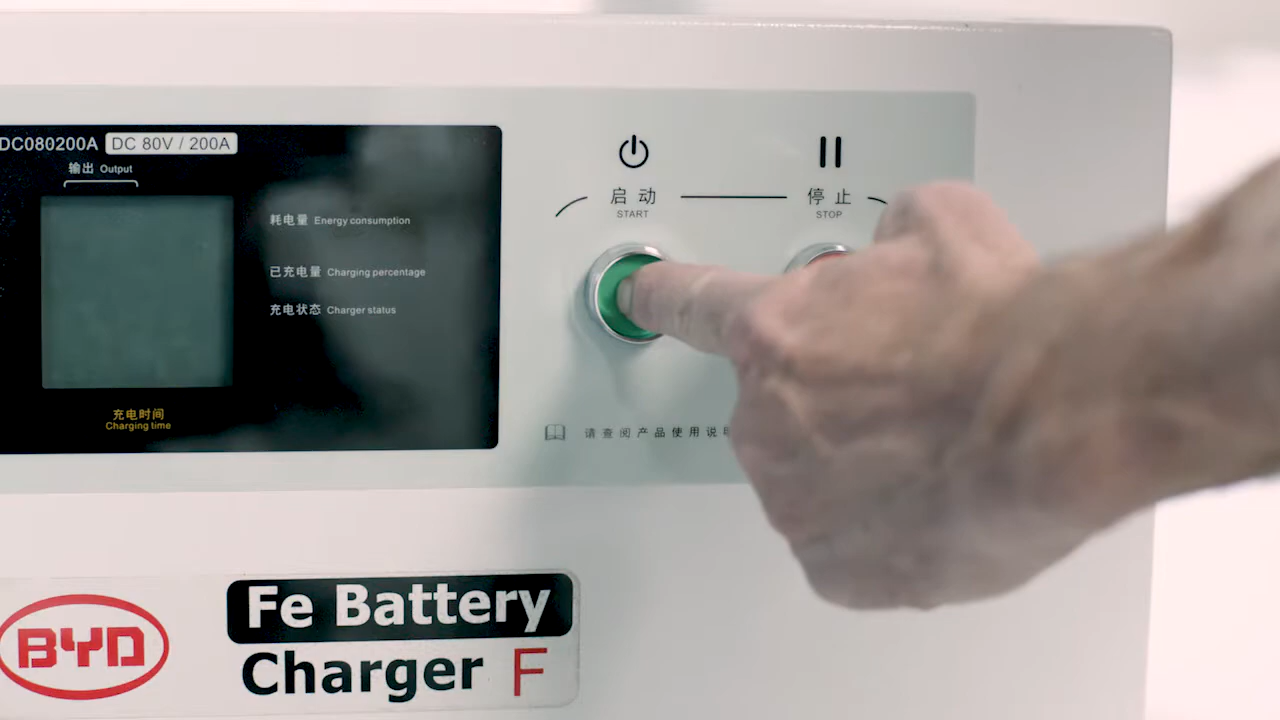 DC080200A DC 80V / 200A
输出 Output
耗电量 Energy consumption
已充电量 Charging percentage
充电状态 Charger status
充电时间
Charging time
启动
START
停止
STOP
请查阅产品使用说
BYD
Fe Battery
Charger F